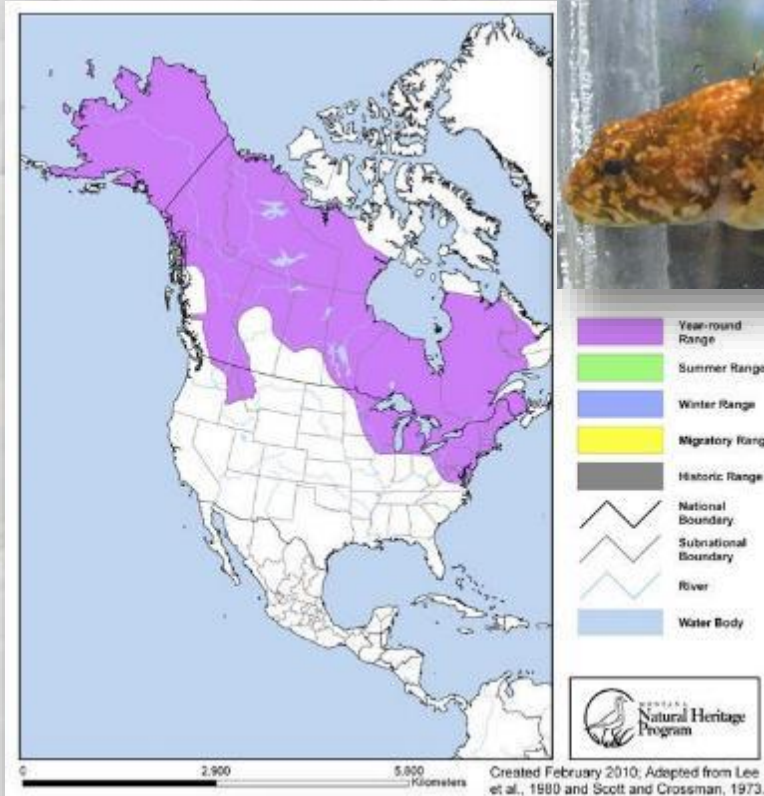 Year-round
Range
Summer Range
Winter Range
Migratory Rang
Historic Range
National
Boundary
Subnational
Boundary
River
Water Body
MONTANA
Natural Heritage
Program
0 2,900 5,800
Kilometers
Created February 2010; Adapted from Lee
et al., 1980 and Scott and Crossman, 1973.